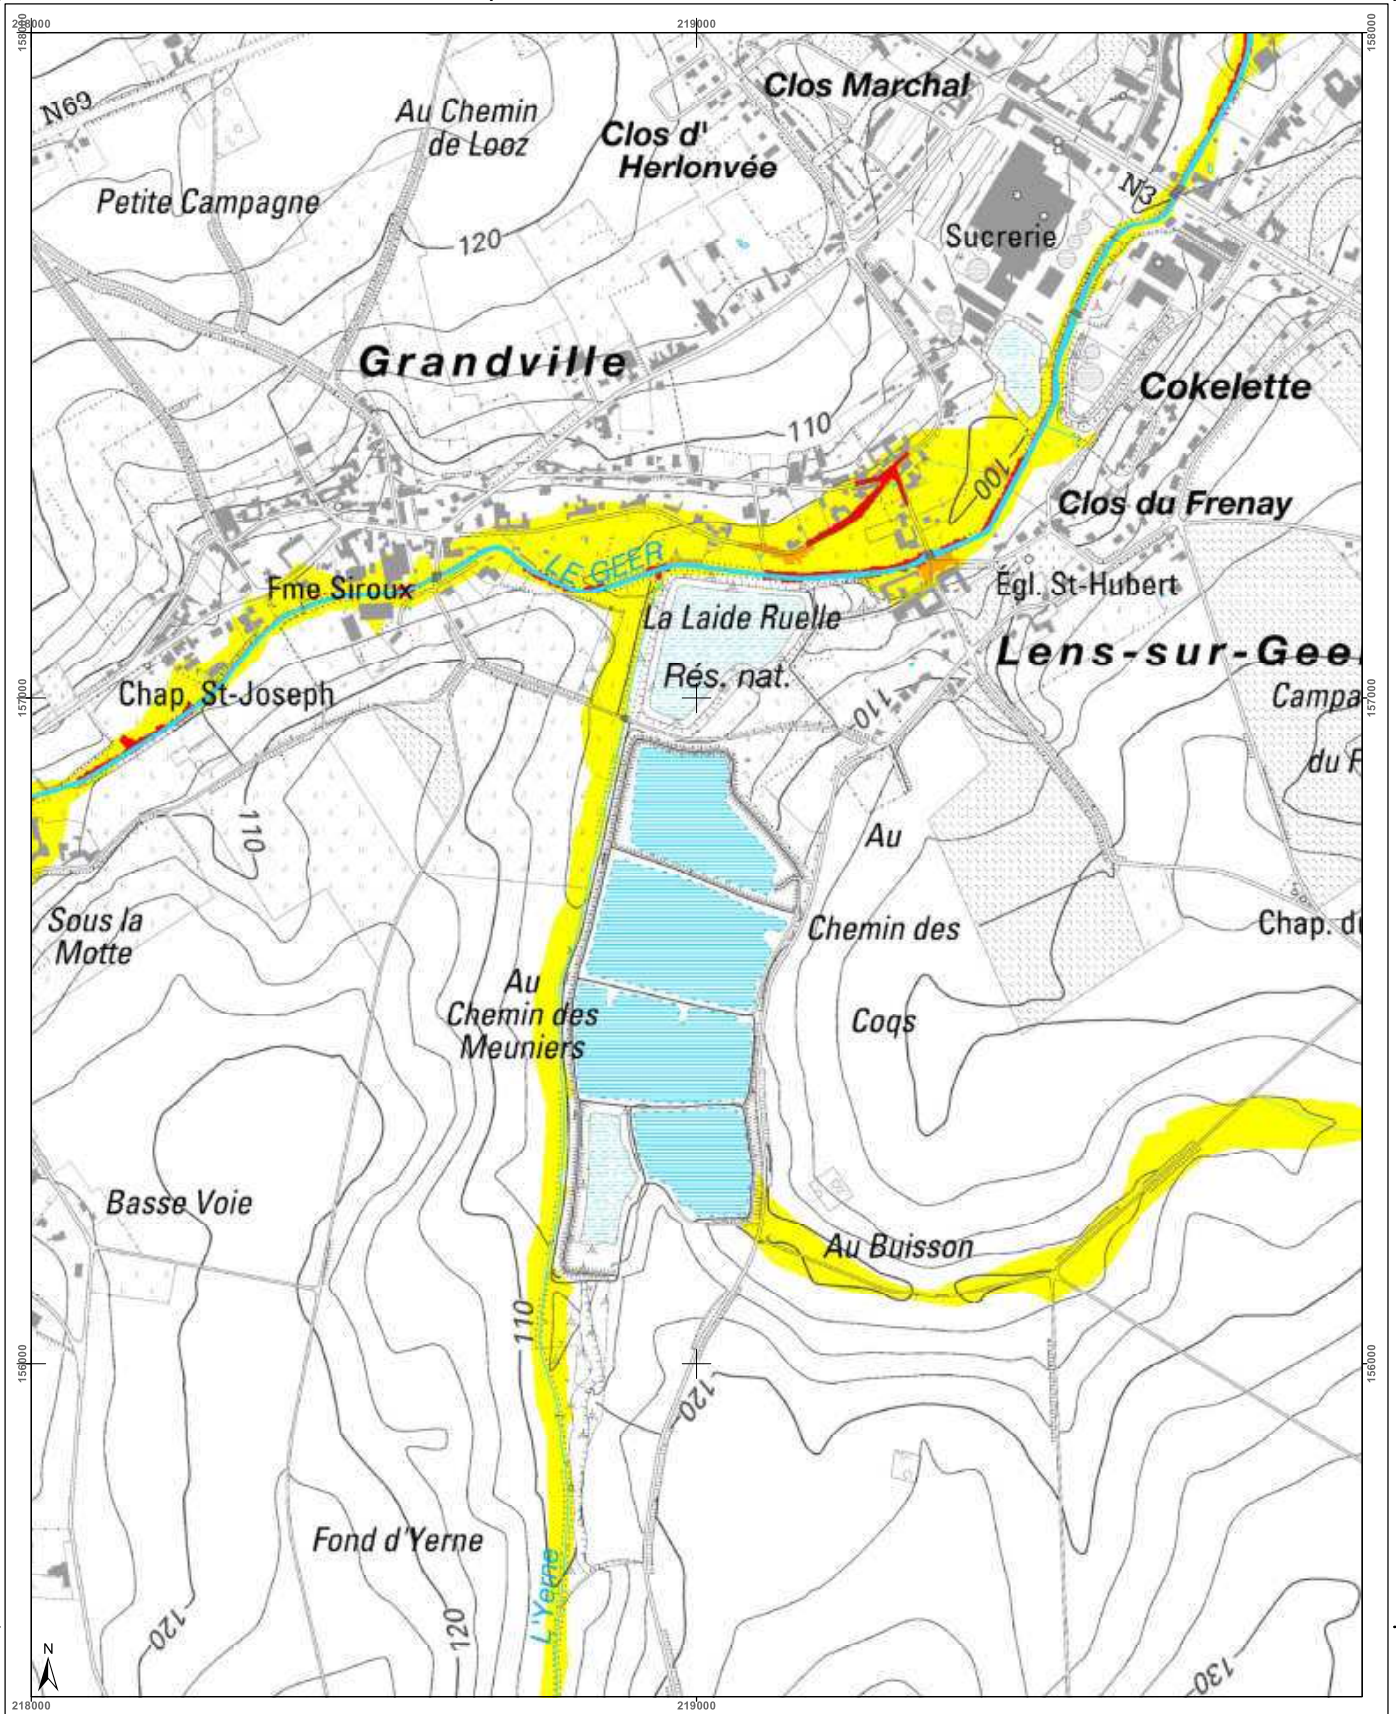 218000
219000
158000
158000
Clos Marchal
N69
Au Chemin
de Looz
Clos d'
Herlonvée
Petite Campagne
N3
Sucrerie
120
Grandville
Cokelette
110
100
Clos du Frenay
LE GEER
Fme Siroux
Égl. St-Hubert
La Laide Ruelle
Lens-sur-Gee
Rés. nat.
Chap. St-Joseph
157000
157000
Campa
110
du F
110
Au
Sous la
Motte
Chemin des
Chap. d
Au
Chemin des
Meuniers
Coqs
Basse Voie
Au Buisson
110
156000
156000
120
Fond d'Yerne
L'Yerne
120
120
130
N
218000
219000